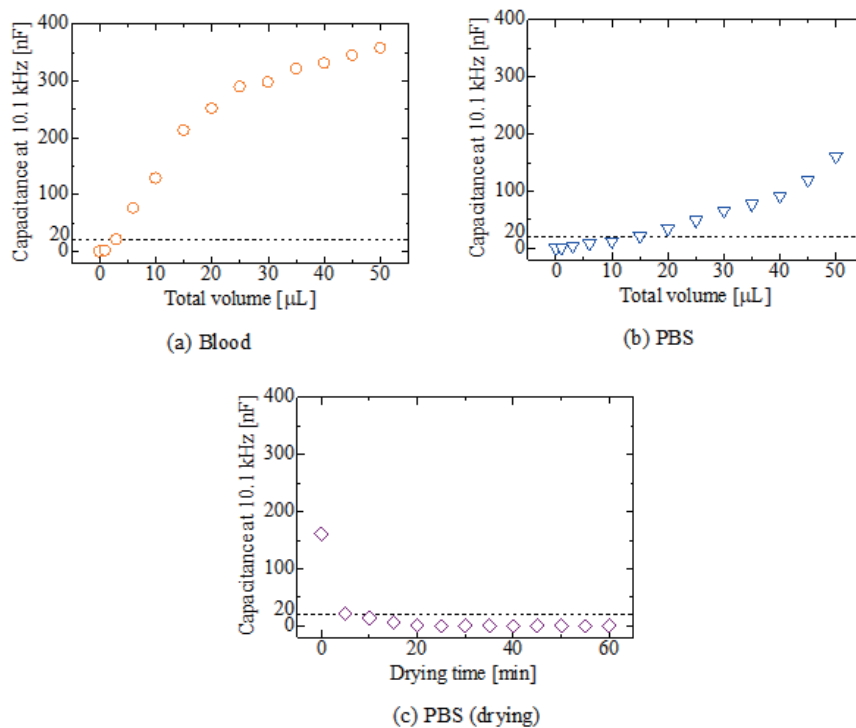 Capacitance at 10.1 kHz [nF]
400
300
200
100
20
0
0 10 20 30 40 50
Total volume [μL]
(a) Blood
Capacitance at 10.1 kHz [nF]
400
300
200
100
20
0
0 10 20 30 40 50
Total volume [μL]
(b) PBS
Capacitance at 10.1 kHz [nF]
400
300
200
100
20
0
0 20 40 60
Drying time [min]
(c) PBS (drying)